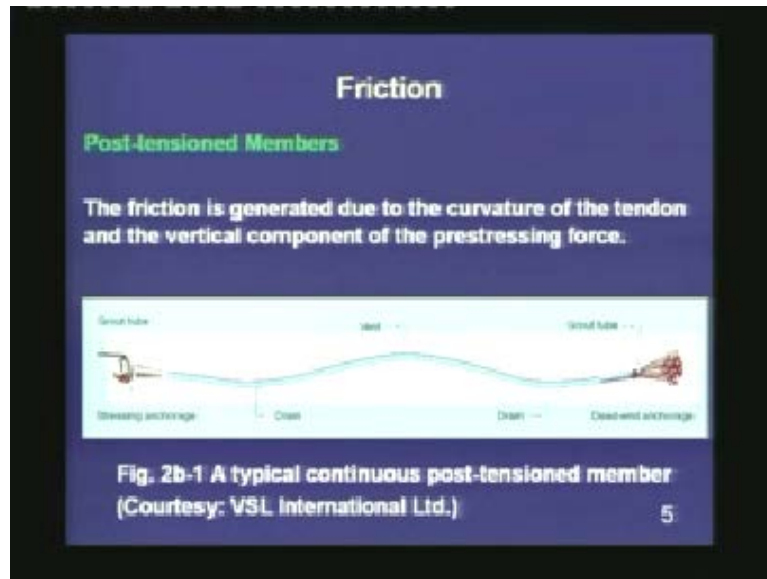 Friction
Post-tensioned Members
The friction is generated due to the curvature of the tendon
and the vertical component of the prestressing force.
Grout tube Vent Grout tube
Stressing anchorage Drain Drain Dead-end anchorage
Fig. 2b-1 A typical continuous post-tensioned member
(Courtesy: VSL International Ltd.)
5